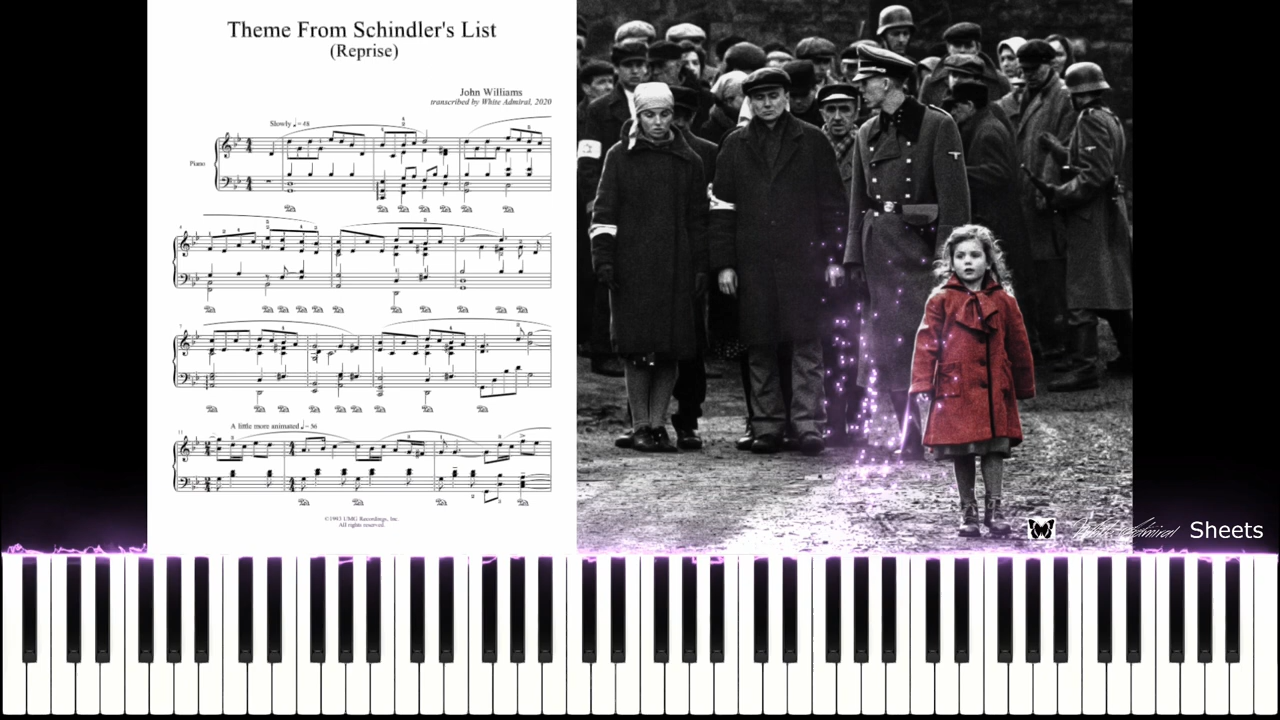 Theme From Schindler's List
(Reprise)
John Williams
transcribed by White Admiral, 2020
Slowly ♩= 48
Piano
A little more animated ♩= 56
©1993 UMG Recordings, Inc.
All rights reserved.
Sheets